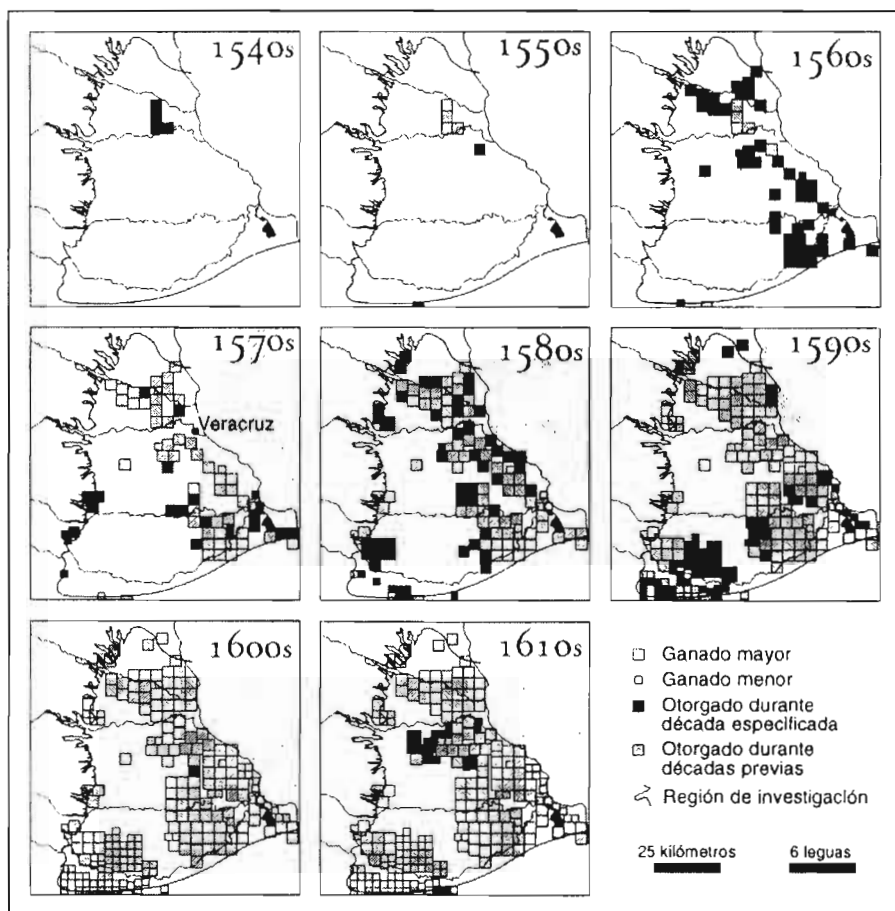 1540s
1550s
1560s
1570s
Veracruz
1580s
1590s
1600s
1610s
Ganado mayor
Ganado menor
Otorgado durante
década especificada
Otorgado durante
décadas previas
Región de investigación
25 kilómetros
6 leguas